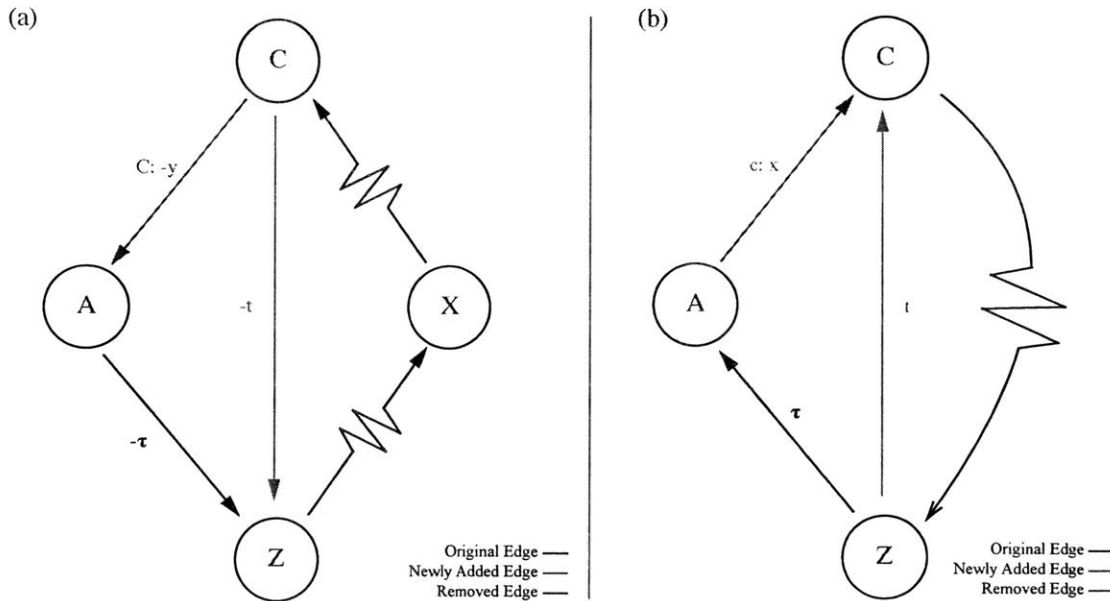 (a)
C
C: -y
-t
A
X
-τ
Z
Original Edge
Newly Added Edge
Removed Edge
(b)
C
c: x
A
t
τ
Z
Original Edge
Newly Added Edge
Removed Edge